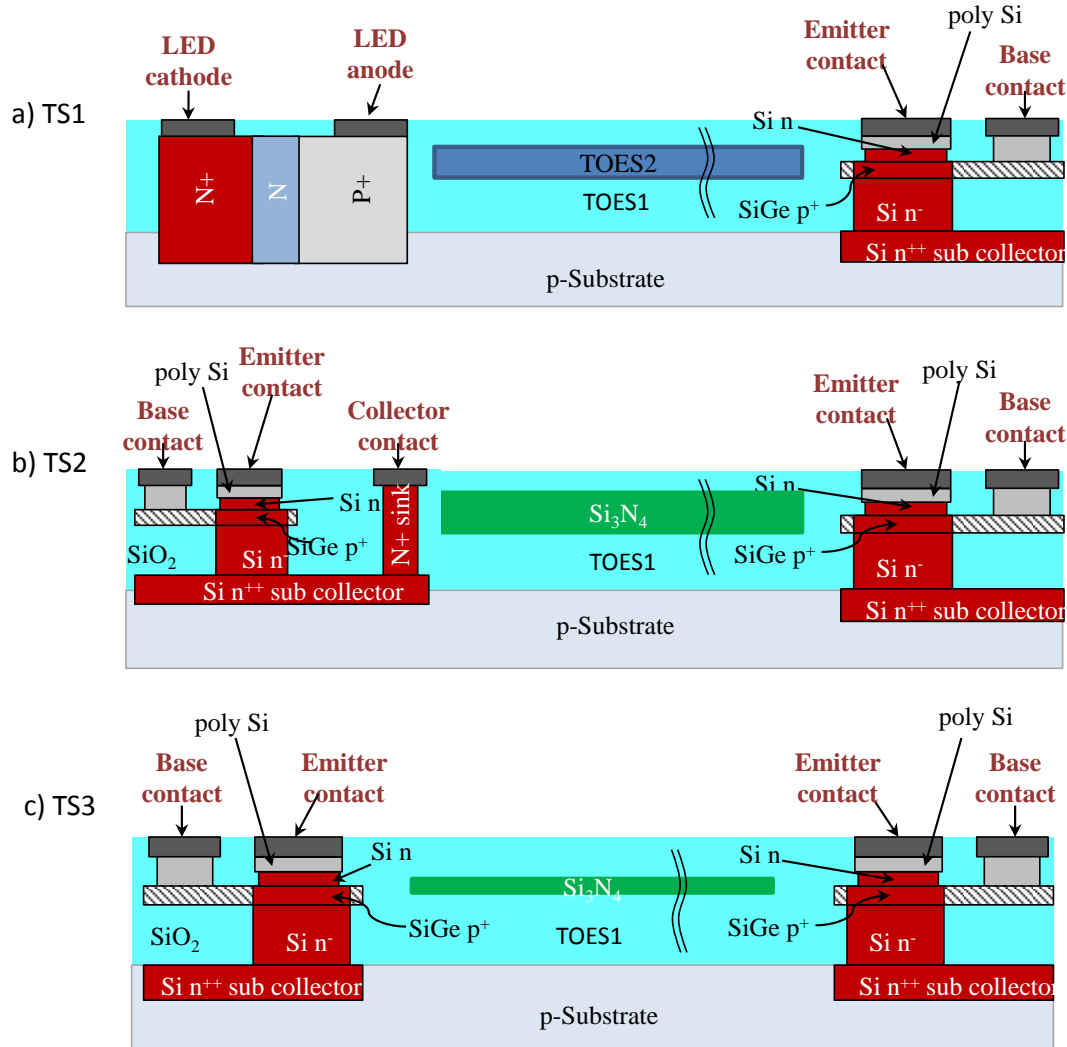 a) TS1
LED
cathode
LED
anode
Emitter
contact
poly Si
Base
contact
Si n
N+
N
P+
TOES2
TOES1
SiGe p⁺
Si n⁻
Si n⁺⁺ sub collector
p-Substrate
b) TS2
poly Si
Emitter
contact
Base
contact
Collector
contact
Emitter
contact
poly Si
Base
contact
Si n
N+ sink
Si n
Si₃N₄
SiO₂
Si n⁻
SiGe p⁺
TOES1
SiGe p⁺
Si n⁻
Si n⁺⁺ sub collector
Si n⁺⁺ sub collector
p-Substrate
c) TS3
poly Si
poly Si
Base
contact
Emitter
contact
Emitter
contact
Base
contact
Si n
Si n
Si₃N₄
SiO₂
Si n⁻
SiGe p⁺
TOES1
SiGe p⁺
Si n⁻
Si n⁺⁺ sub collector
Si n⁺⁺ sub collector
p-Substrate